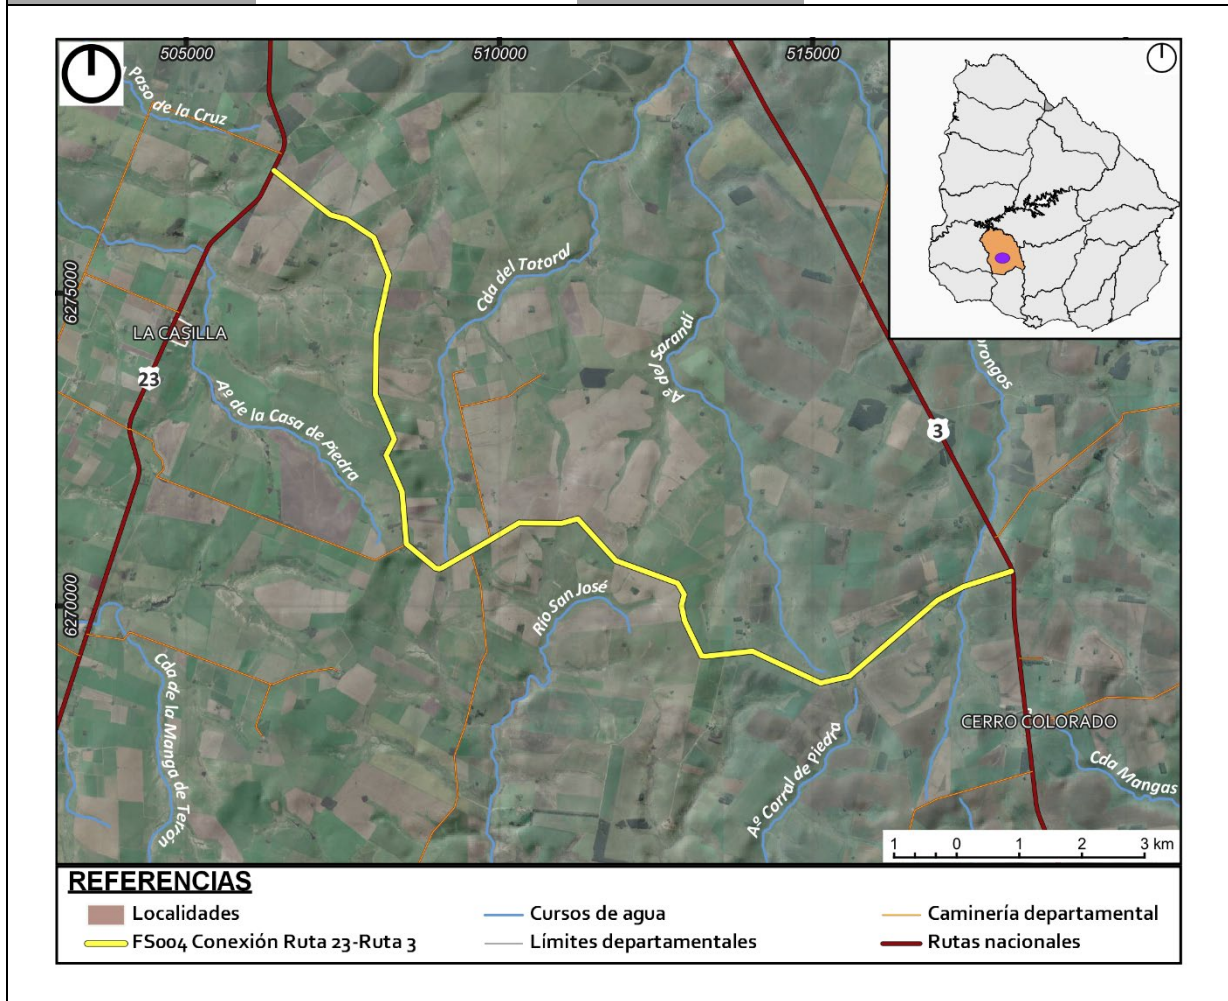 505000
510000
515000
Paso de la Cruz
6275000
Cda del Totoral
LA CASILLA
Aº del Sarandí
orongos
23
Aº de la Casa de Piedra
3
6270000
Río San José
Cda de la Manga de Terrón
CERRO COLORADO
Aº Corral de Piedra
Cda Mangas
1 0 1 2 3 km
REFERENCIAS
Localidades
Cursos de agua
Caminería departamental
FS004 Conexión Ruta 23-Ruta 3
Límites departamentales
Rutas nacionales